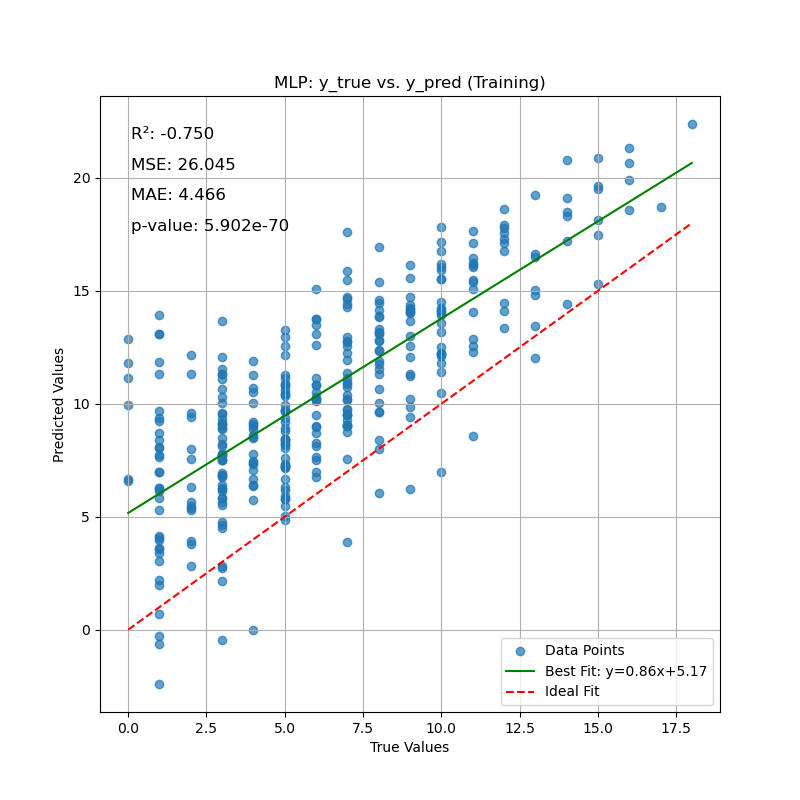 MLP: y_true vs. y_pred (Training)
R²: -0.750
MSE: 26.045
MAE: 4.466
p-value: 5.902e-70
Predicted Values
20
15
10
5
0
0.0 2.5 5.0 7.5 10.0 12.5 15.0 17.5
True Values
Data Points
Best Fit: y=0.86x+5.17
Ideal Fit